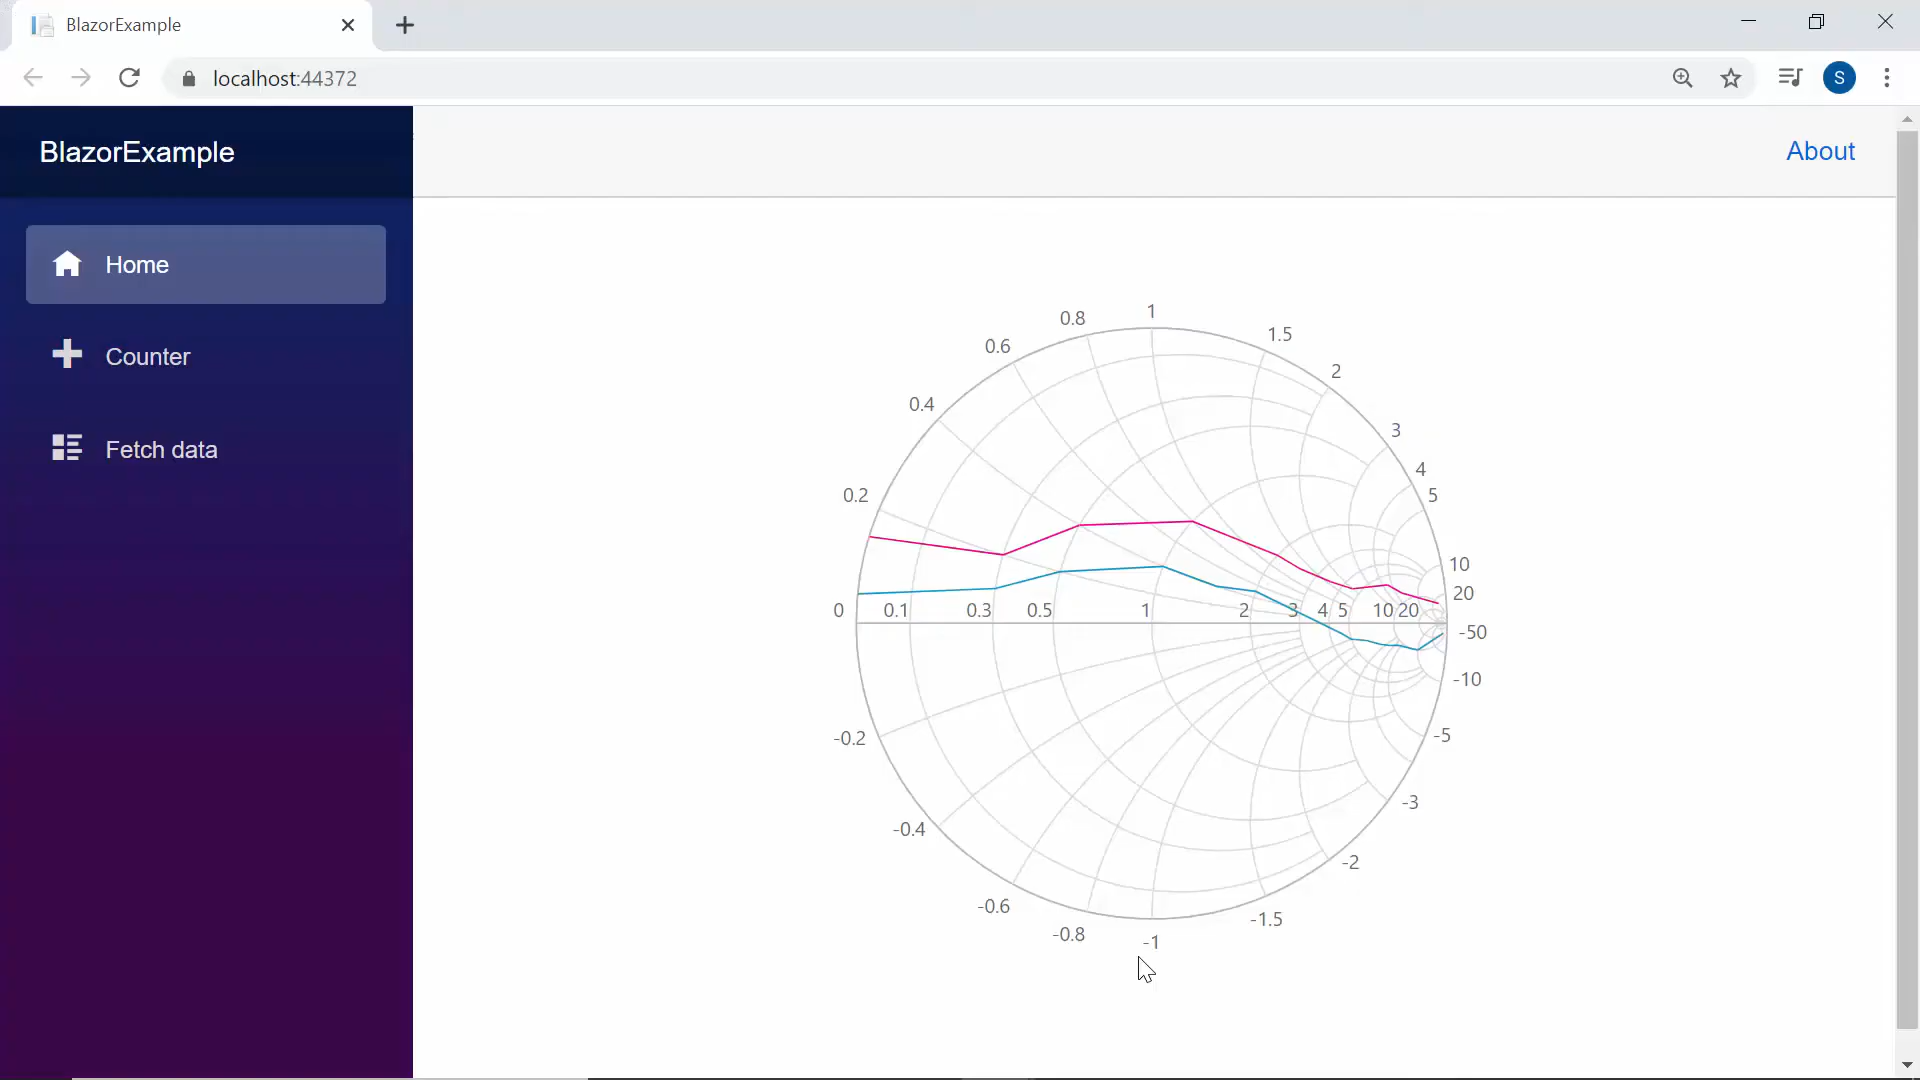 BlazorExample
localhost:44372
S
BlazorExample
About
Home
Counter
Fetch data
1
0.8
1.5
0.6
2
0.4
3
4
0.2
5
10
20
0 0.1 0.3 0.5 1 2 3 4 5 10 20
-50
-10
-0.2
-5
-3
-0.4
-2
-0.6
-1.5
-0.8
-1